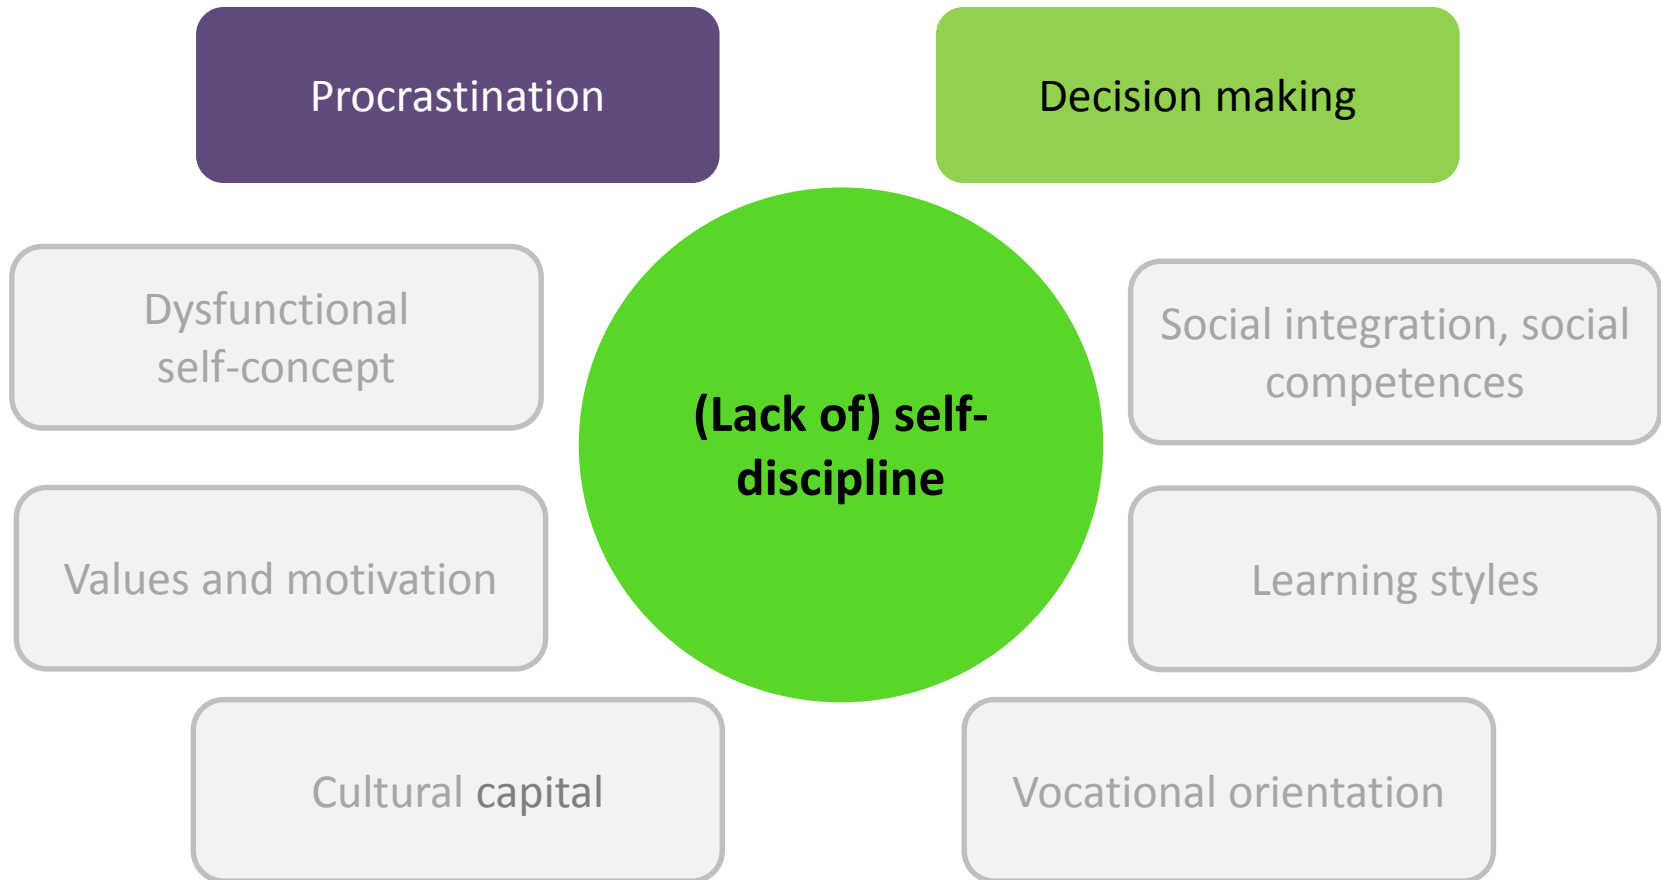 Procrastination
Decision making
Dysfunctional
self-concept
(Lack of) self-
discipline
Social integration, social
competences
Values and motivation
Learning styles
Cultural capital
Vocational orientation